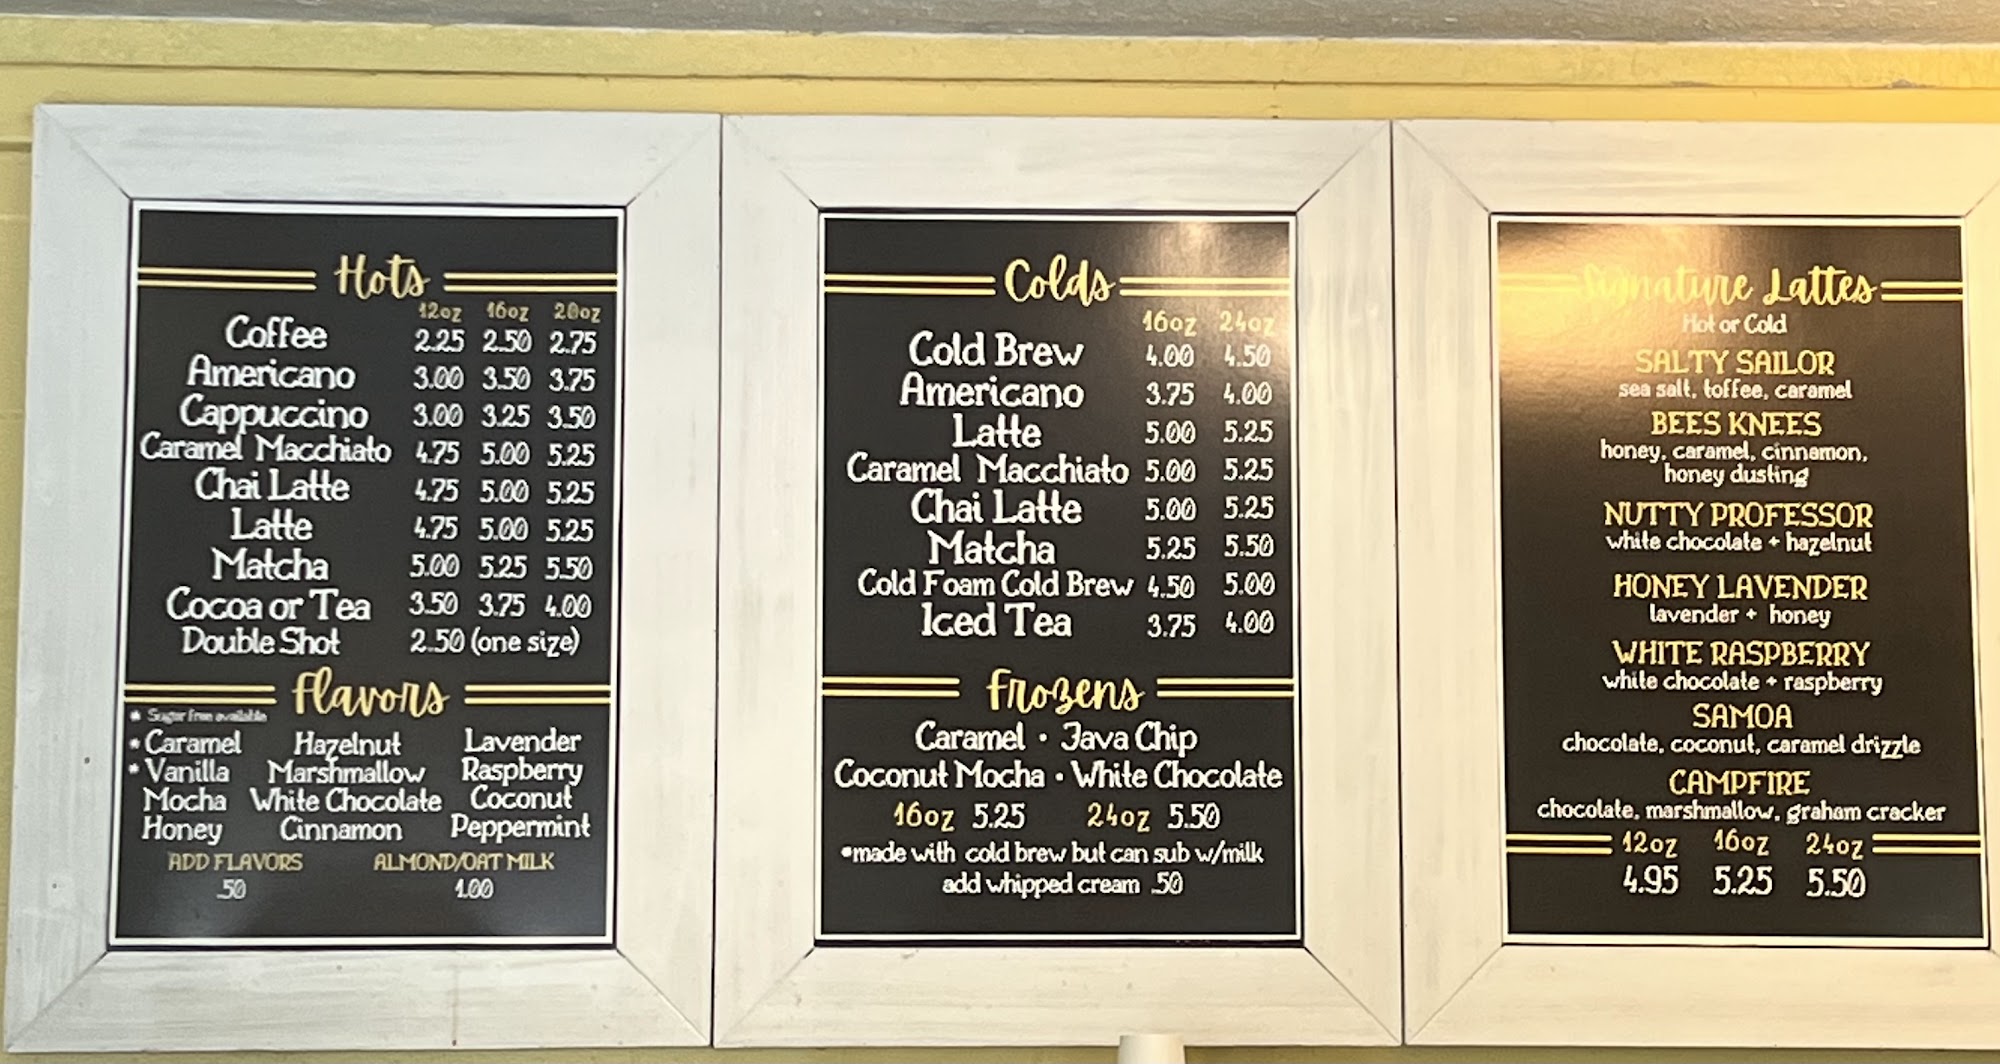 Hots
12oz 16oz 20oz
Coffee 2.25 2.50 2.75
Americano 3.00 3.50 3.75
Cappuccino 3.00 3.25 3.50
Caramel Macchiato 4.75 5.00 5.25
Chai Latte 4.75 5.00 5.25
Latte 4.75 5.00 5.25
Matcha 5.00 5.25 5.50
Cocoa or Tea 3.50 3.75 4.00
Double Shot 2.50 (one size)
Flavors
* Sugar free available
* Caramel Hazelnut Lavender
* Vanilla Marshmallow Raspberry
Mocha White Chocolate Coconut
Honey Cinnamon Peppermint
ADD FLAVORS ALMOND/OAT MILK
.50 1.00
Colds
16oz 24oz
Cold Brew 4.00 4.50
Americano 3.75 4.00
Latte 5.00 5.25
Caramel Macchiato 5.00 5.25
Chai Latte 5.00 5.25
Matcha 5.25 5.50
Cold Foam Cold Brew 4.50 5.00
Iced Tea 3.75 4.00
Frozens
Caramel • Java Chip
Coconut Mocha • White Chocolate
16oz 5.25 24oz 5.50
*made with cold brew but can sub w/milk
add whipped cream .50
Signature Lattes
Hot or Cold
SALTY SAILOR
sea salt, toffee, caramel
BEES KNEES
honey, caramel, cinnamon,
honey dusting
NUTTY PROFESSOR
white chocolate + hazelnut
HONEY LAVENDER
lavender + honey
WHITE RASPBERRY
white chocolate + raspberry
SAMOA
chocolate, coconut, caramel drizzle
CAMPFIRE
chocolate, marshmallow, graham cracker
12oz 16oz 24oz
4.95 5.25 5.50